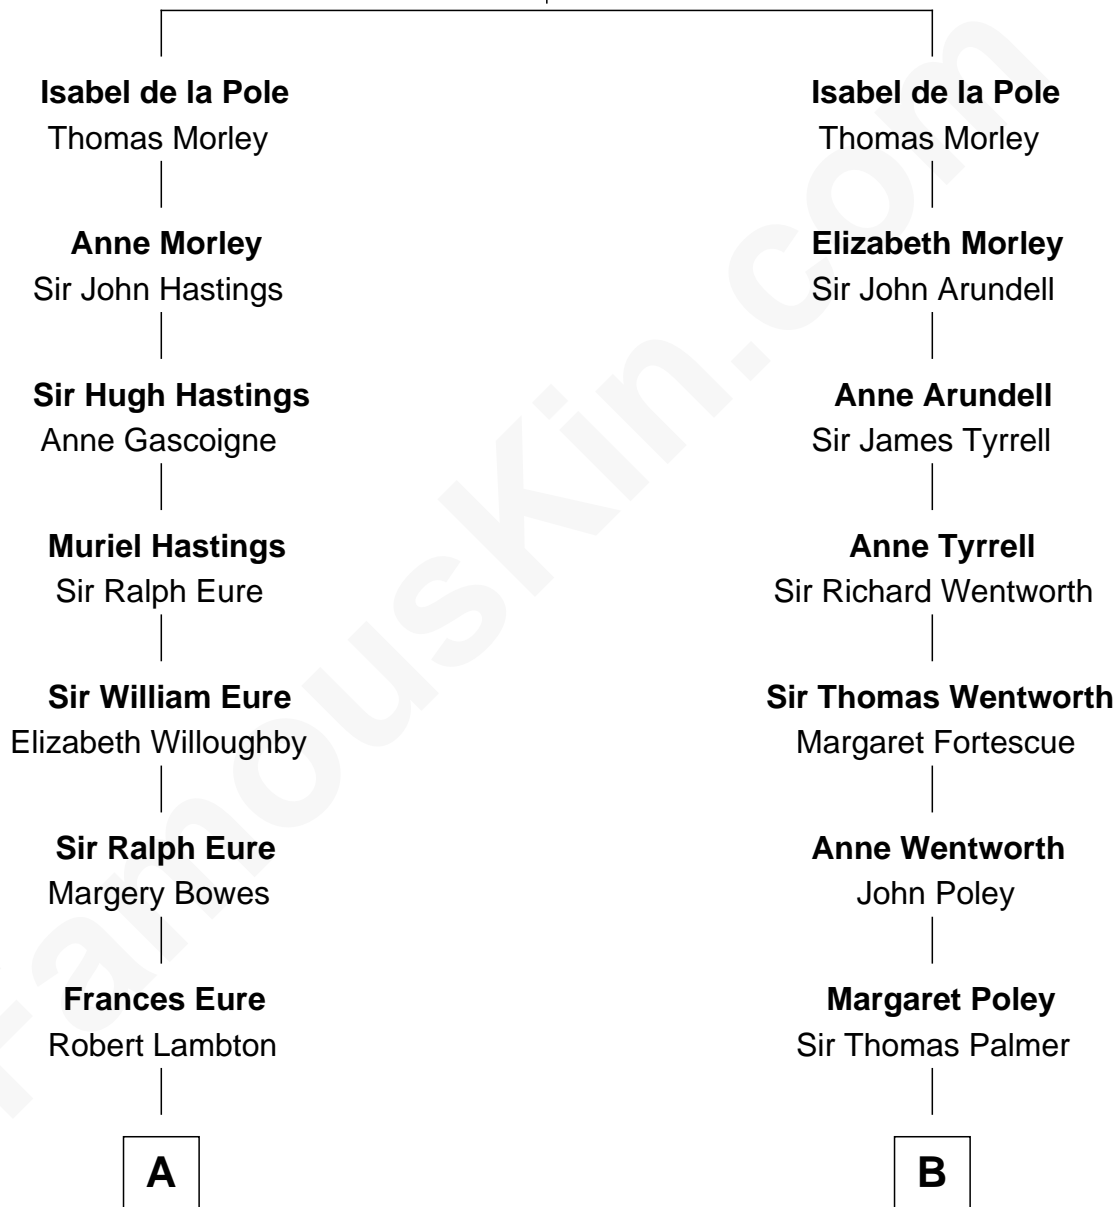 Isabel de la Pole
Thomas Morley
Anne Morley
Sir John Hastings
Sir Hugh Hastings
Anne Gascoigne
Muriel Hastings
Sir Ralph Eure
Sir William Eure
Elizabeth Willoughby
Sir Ralph Eure
Margery Bowes
Frances Eure
Robert Lambton
A
Isabel de la Pole
Thomas Morley
Elizabeth Morley
Sir John Arundell
Anne Arundell
Sir James Tyrrell
Anne Tyrrell
Sir Richard Wentworth
Sir Thomas Wentworth
Margaret Fortescue
Anne Wentworth
John Poley
Margaret Poley
Sir Thomas Palmer
B
FamousKin.com